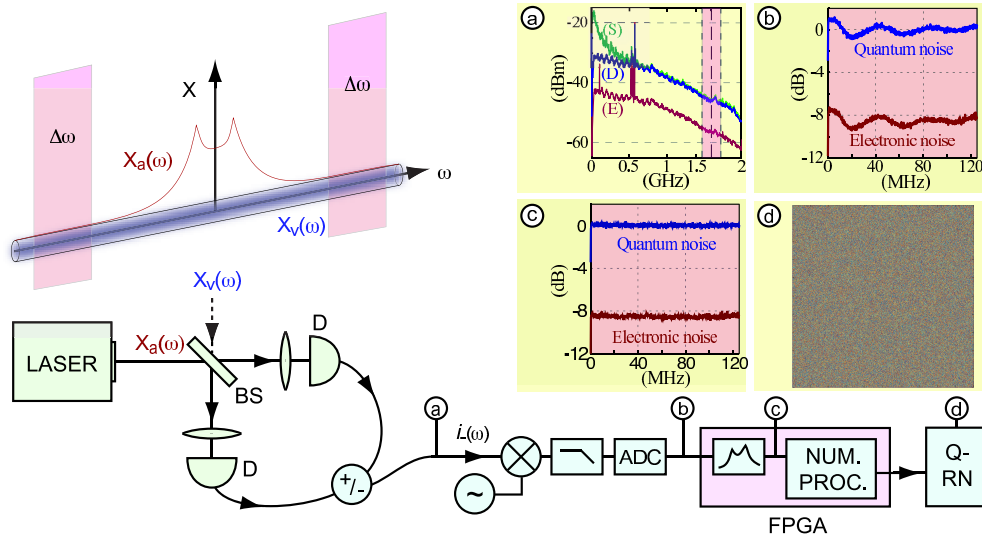 Δω
X
Δω
Xa(ω)
ω
Xv(ω)
a
-20
-40
-60
(dBm)
(S)
(D)
(E)
0
0.5
1
2
(GHz)
b
0
-4
-8
-12
(dB)
Quantum noise
Electronic noise
0
40
80
120
(MHz)
c
0
-4
-8
-12
(dB)
Quantum noise
Electronic noise
0
40
80
120
(MHz)
d
Xv(ω)
LASER
Xa(ω)
BS
D
D
+/-
a
i-(ω)
~
ADC
b
c
NUM.
PROC.
FPGA
d
Q-
RN